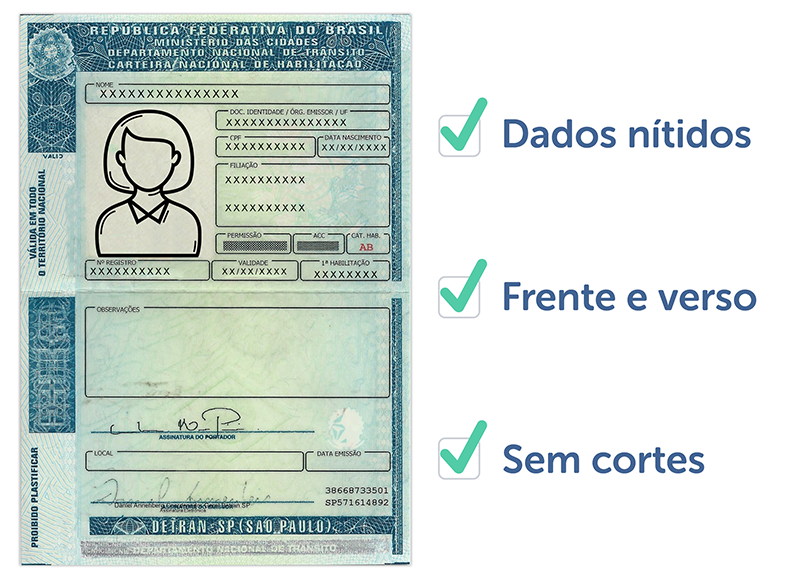 REPÚBLICA FEDERATIVA DO BRASIL
MINISTÉRIO DAS CIDADES
DEPARTAMENTO NACIONAL DE TRÂNSITO
CARTEIRA NACIONAL DE HABILITAÇÃO
NOME
XXXXXXXXXXXXXXX
DOC. IDENTIDADE / ÓRG. EMISSOR / UF
XXXXXXXXXXXXXXX
CPF
XXXXXXXXXX
DATA NASCIMENTO
XX/XX/XXXX
FILIAÇÃO
XXXXXXXXXX
XXXXXXXXXX
PERMISSÃO
ACC
CAT. HAB.
AB
Nº REGISTRO
XXXXXXXXXX
VALIDADE
XX/XX/XXXX
1ª HABILITAÇÃO
XXXXXXXX
VÁLIDA EM TODO
O TERRITÓRIO NACIONAL
OBSERVAÇÕES
ASSINATURA DO PORTADOR
LOCAL
DATA EMISSÃO
38668733501
SP571614892
PROIBIDO PLASTIFICAR
DETRAN. SP (SAO PAULO)
DEPARTAMENTO NACIONAL DE TRÂNSITO
Dados nítidos
Frente e verso
Sem cortes